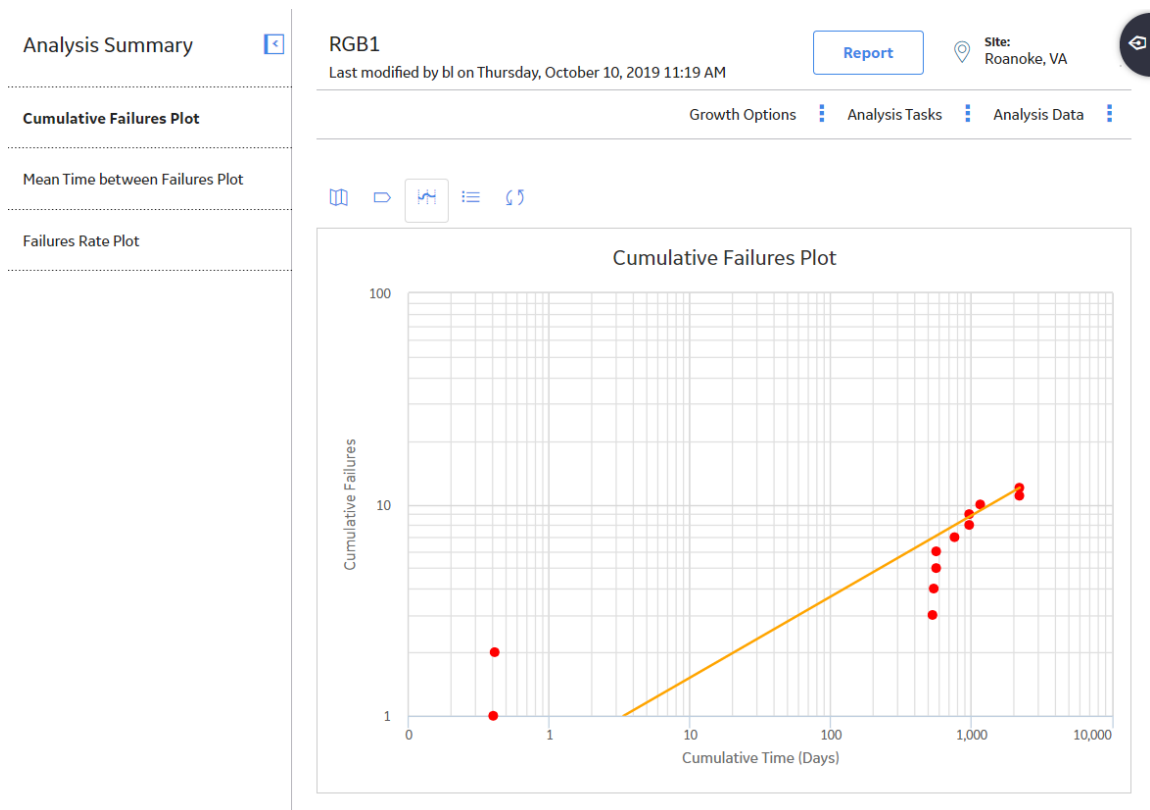 Analysis Summary
Cumulative Failures Plot
Mean Time between Failures Plot
Failures Rate Plot
RGB1
Last modified by bl on Thursday, October 10, 2019 11:19 AM
Report
Site:
Roanoke, VA
Growth Options
Analysis Tasks
Analysis Data
Cumulative Failures Plot
100
10
1
Cumulative Failures
0
1
10
100
1,000
10,000
Cumulative Time (Days)